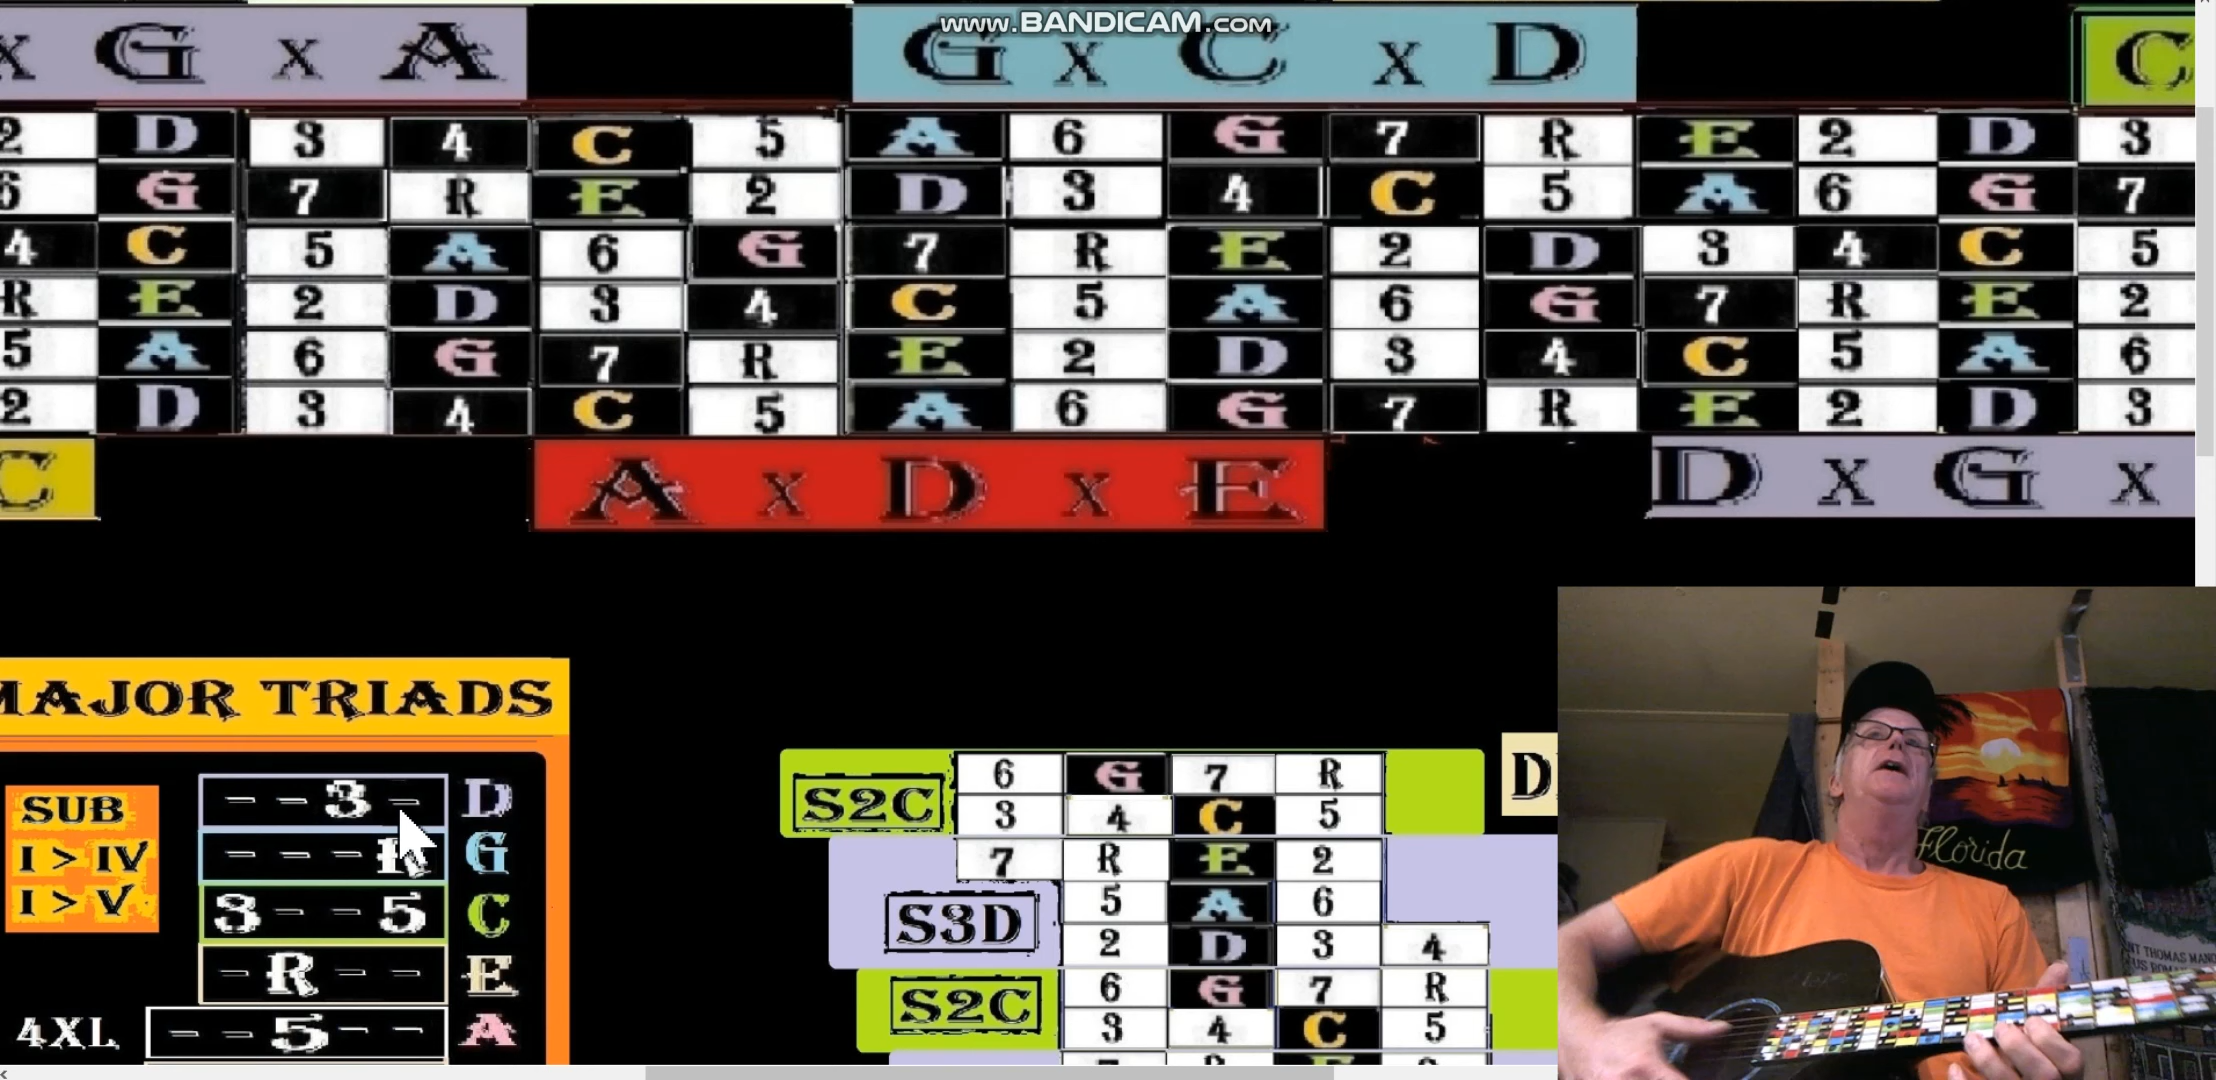 www.BANDICAM.com
x G x A
G x C x D
C
2 D 3 4 C 5 A 6 G 7 R E 2 D 3
6 G 7 R E 2 D 3 4 C 5 A 6 G 7
4 C 5 A 6 G 7 R E 2 D 3 4 C 5
R E 2 D 3 4 C 5 A 6 G 7 R E 2
5 A 6 G 7 R E 2 D 3 4 C 5 A 6
2 D 3 4 C 5 A 6 G 7 R E 2 D 3
C
A x D x E
D x G x
MAJOR TRIADS
SUB
I > IV
I > V
- - 3 - D
- - - R G
3 - - 5 C
- R - - E
4XL - - 5 - - A
S2C
6 G 7 R
3 4 C 5
S3D
7 R E 2
5 A 6
2 D 3 4
S2C
6 G 7 R
3 4 C 5
D
Florida